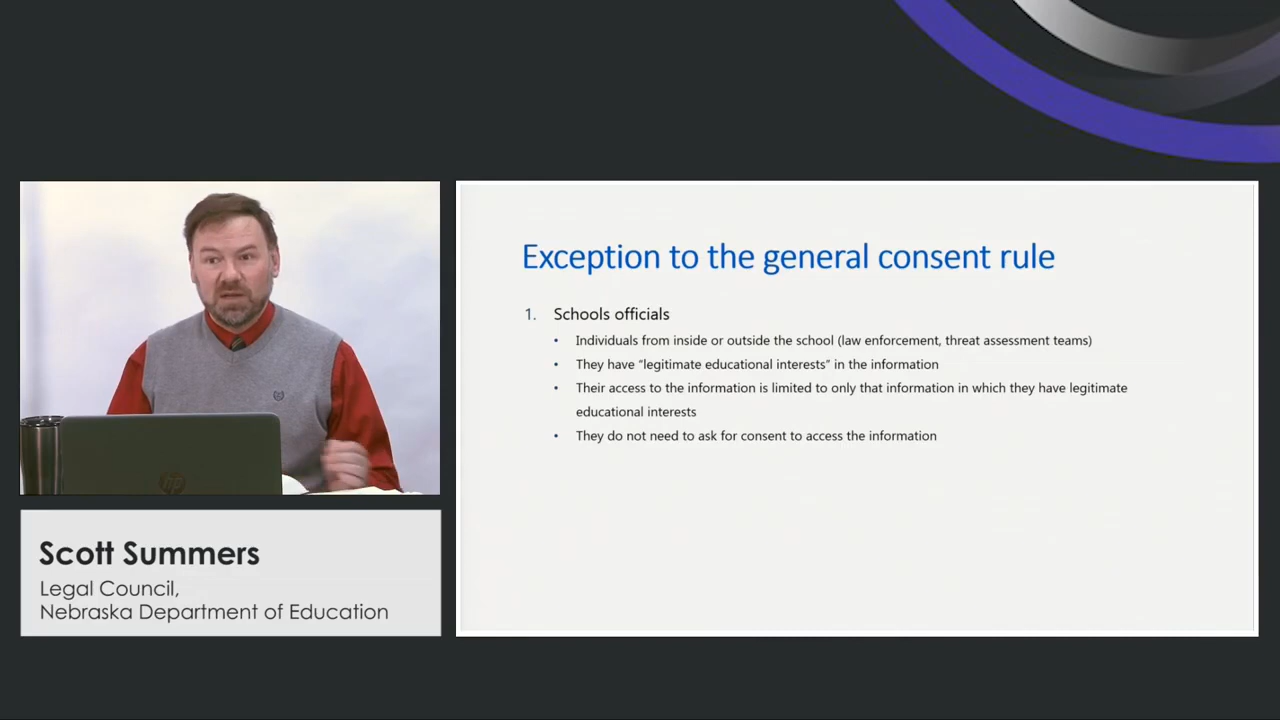 Exception to the general consent rule
1. Schools officials
• Individuals from inside or outside the school (law enforcement, threat assessment teams)
• They have “legitimate educational interests” in the information
• Their access to the information is limited to only that information in which they have legitimate
educational interests
• They do not need to ask for consent to access the information
hp
Scott Summers
Legal Council,
Nebraska Department of Education